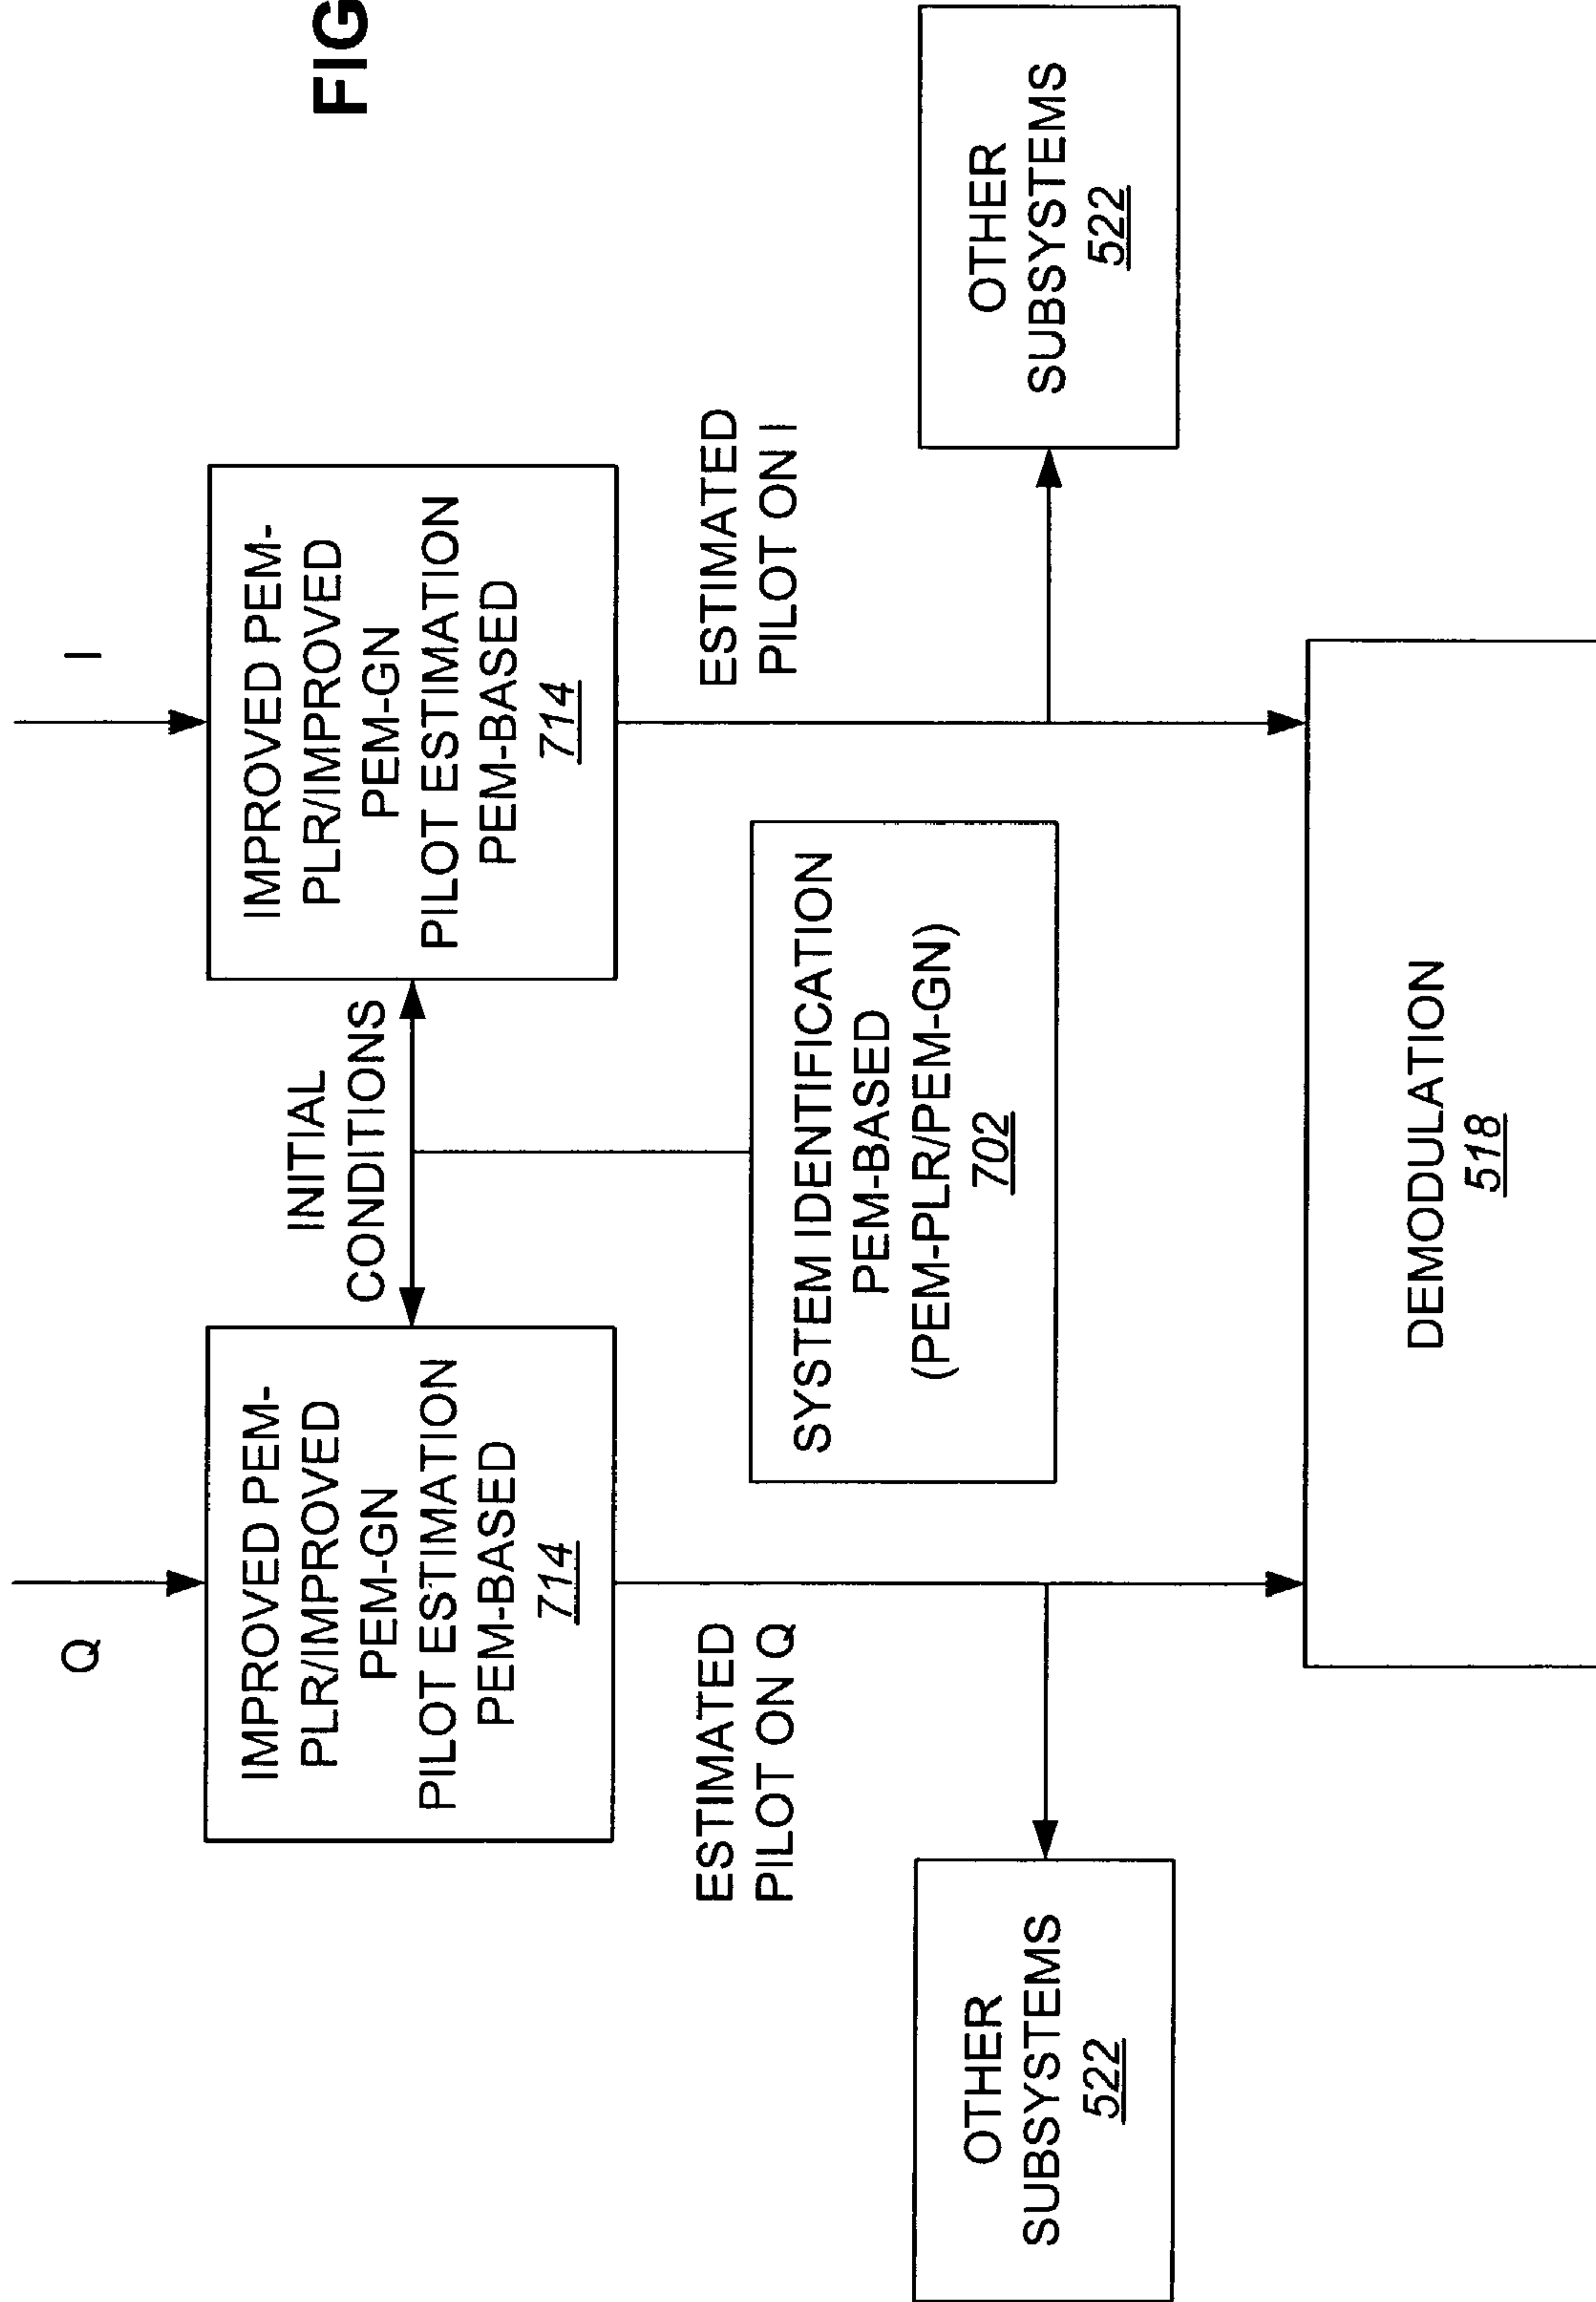 FIG
Q
I
IMPROVED PEM-
PLR/IMPROVED
PEM-GN
PILOT ESTIMATION
PEM-BASED
714
INITIAL
CONDITIONS
IMPROVED PEM-
PLR/IMPROVED
PEM-GN
PILOT ESTIMATION
PEM-BASED
714
ESTIMATED
PILOT ON Q
SYSTEM IDENTIFICATION
PEM-BASED
(PEM-PLR/PEM-GN)
702
ESTIMATED
PILOT ON I
OTHER
SUBSYSTEMS
522
OTHER
SUBSYSTEMS
522
DEMODULATION
518